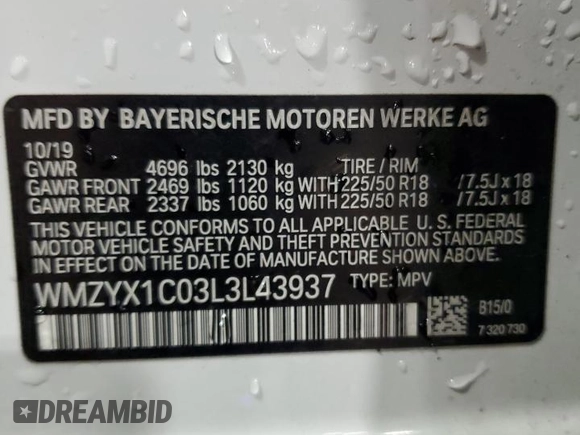 MFD BY BAYERISCHE MOTOREN WERKE AG
10/19
GVWR 4696 lbs 2130 kg TIRE / RIM
GAWR FRONT 2469 lbs 1120 kg WITH 225/50 R18 /7.5J x 18
GAWR REAR 2337 lbs 1060 kg WITH 225/50 R18 /7.5J x 18
THIS VEHICLE CONFORMS TO ALL APPLICABLE U. S. FEDERAL
MOTOR VEHICLE SAFETY AND THEFT PREVENTION STANDARDS
IN EFFECT ON THE DATE OF MANUFACTURE SHOWN ABOVE.
WMZYX1C03L3L43937 TYPE: MPV
B15/0
7 320 730
DREAMBID